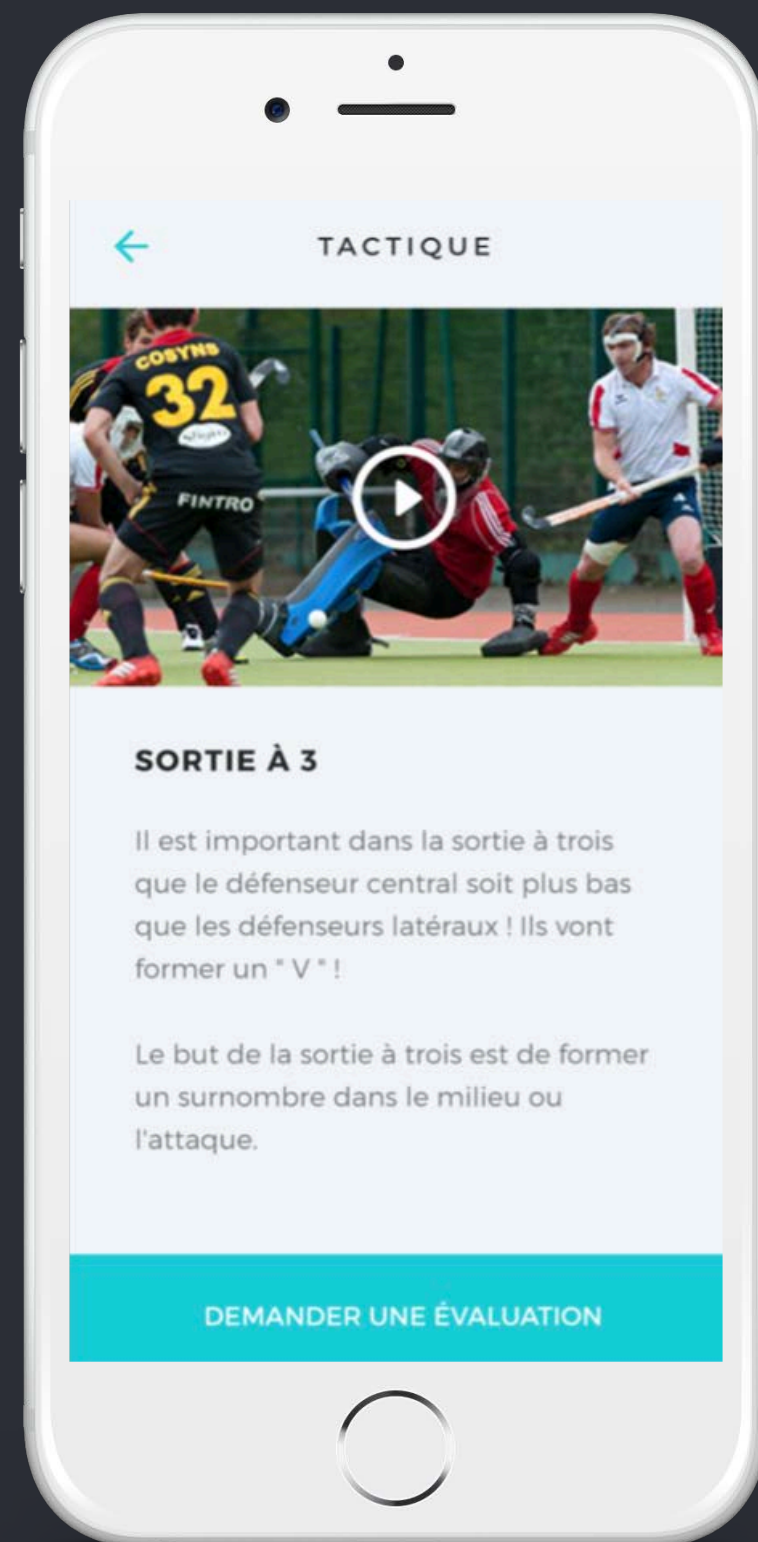 TACTIQUE
COSYNS
32
FINTRO
SORTIE À 3
Il est important dans la sortie à trois
que le défenseur central soit plus bas
que les défenseurs latéraux ! Ils vont
former un " V " !
Le but de la sortie à trois est de former
un surnombre dans le milieu ou
l'attaque.
DEMANDER UNE ÉVALUATION